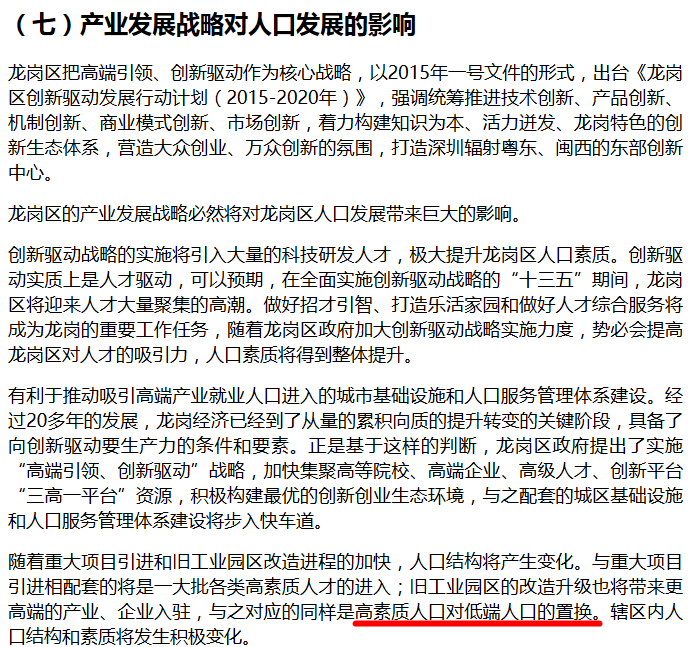 （七）产业发展战略对人口发展的影响
龙岗区把高端引领、创新驱动作为核心战略，以2015年一号文件的形式，出台《龙岗
区创新驱动发展行动计划（2015-2020年）》，强调统筹推进技术创新、产品创新、
机制创新、商业模式创新、市场创新，着力构建知识为本、活力迸发、龙岗特色的创
新生态体系，营造大众创业、万众创新的氛围，打造深圳辐射粤东、闽西的东部创新
中心。
龙岗区的产业发展战略必然将对龙岗区人口发展带来巨大的影响。
创新驱动战略的实施将引入大量的科技研发人才，极大提升龙岗区人口素质。创新驱
动实质上是人才驱动，可以预期，在全面实施创新驱动战略的“十三五”期间，龙岗
区将迎来人才大量聚集的高潮。做好招才引智、打造乐活家园和做好人才综合服务将
成为龙岗的重要工作任务，随着龙岗区政府加大创新驱动战略实施力度，势必会提高
龙岗区对人才的吸引力，人口素质将得到整体提升。
有利于推动吸引高端产业就业人口进入的城市基础设施和人口服务管理体系建设。经
过20多年的发展，龙岗经济已经到了从量的累积向质的提升转变的关键阶段，具备了
向创新驱动要生产力的条件和要素。正是基于这样的判断，龙岗区政府提出了实施
“高端引领、创新驱动”战略，加快集聚高等院校、高端企业、高级人才、创新平台
“三高一平台”资源，积极构建最优的创新创业生态环境，与之配套的城区基础设施
和人口服务管理体系建设将步入快车道。
随着重大项目引进和旧工业园区改造进程的加快，人口结构将产生变化。与重大项目
引进相配套的将是一大批各类高素质人才的进入；旧工业园区的改造升级也将带来更
高端的产业、企业入驻，与之对应的同样是高素质人口对低端人口的置换。辖区内人
口结构和素质将发生积极变化。